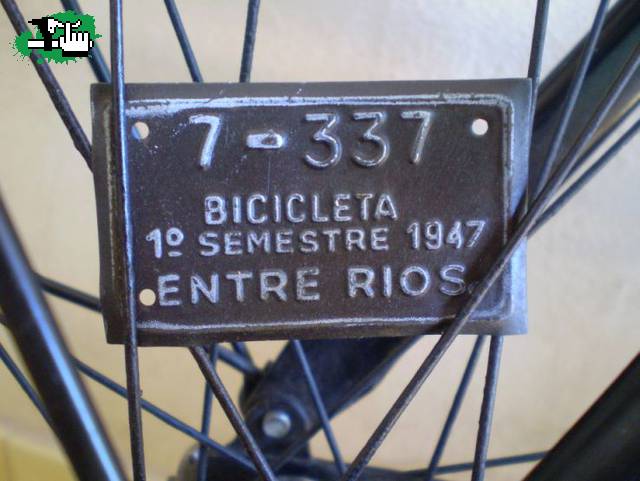 7-337
BICICLETA
1º SEMESTRE 1947
ENTRE RIOS